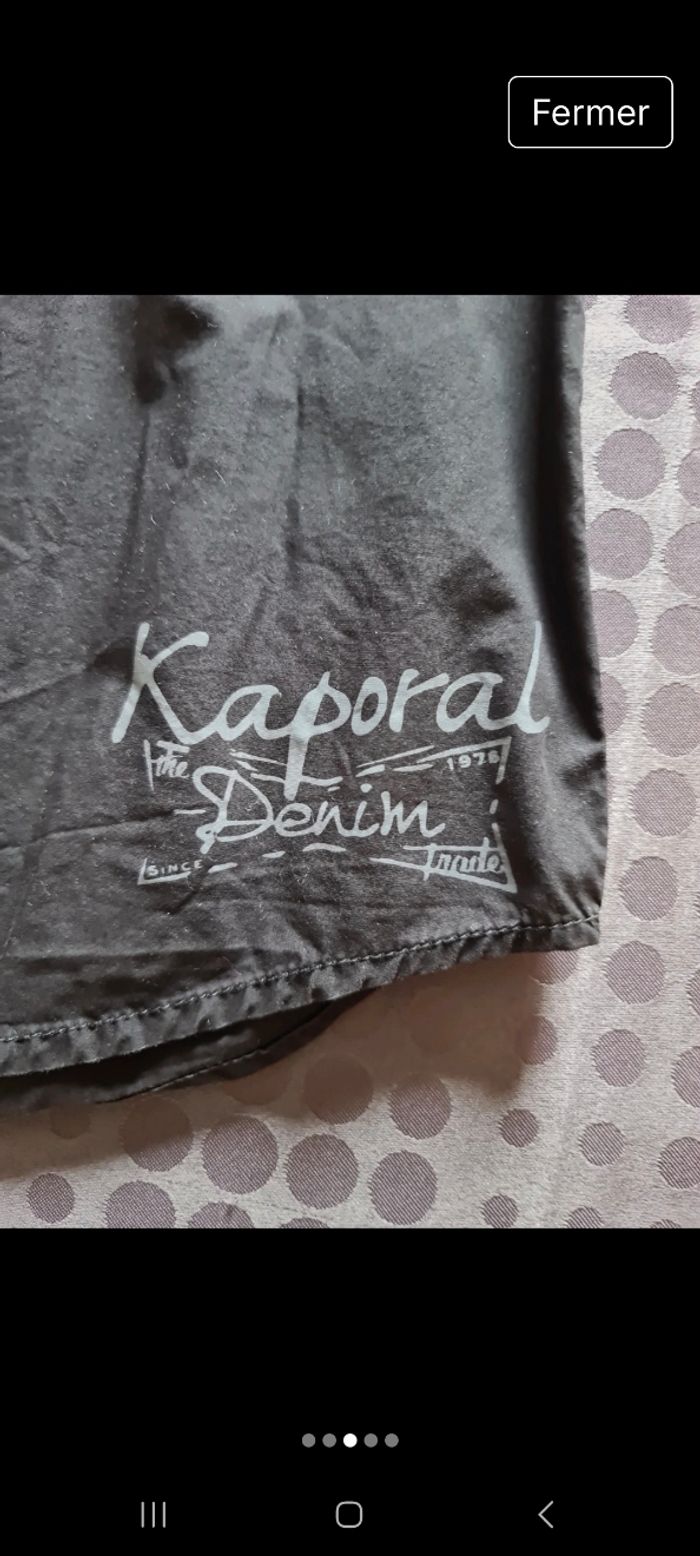 Fermer
Kaporal
The 1978
Denim
SINCE Trade